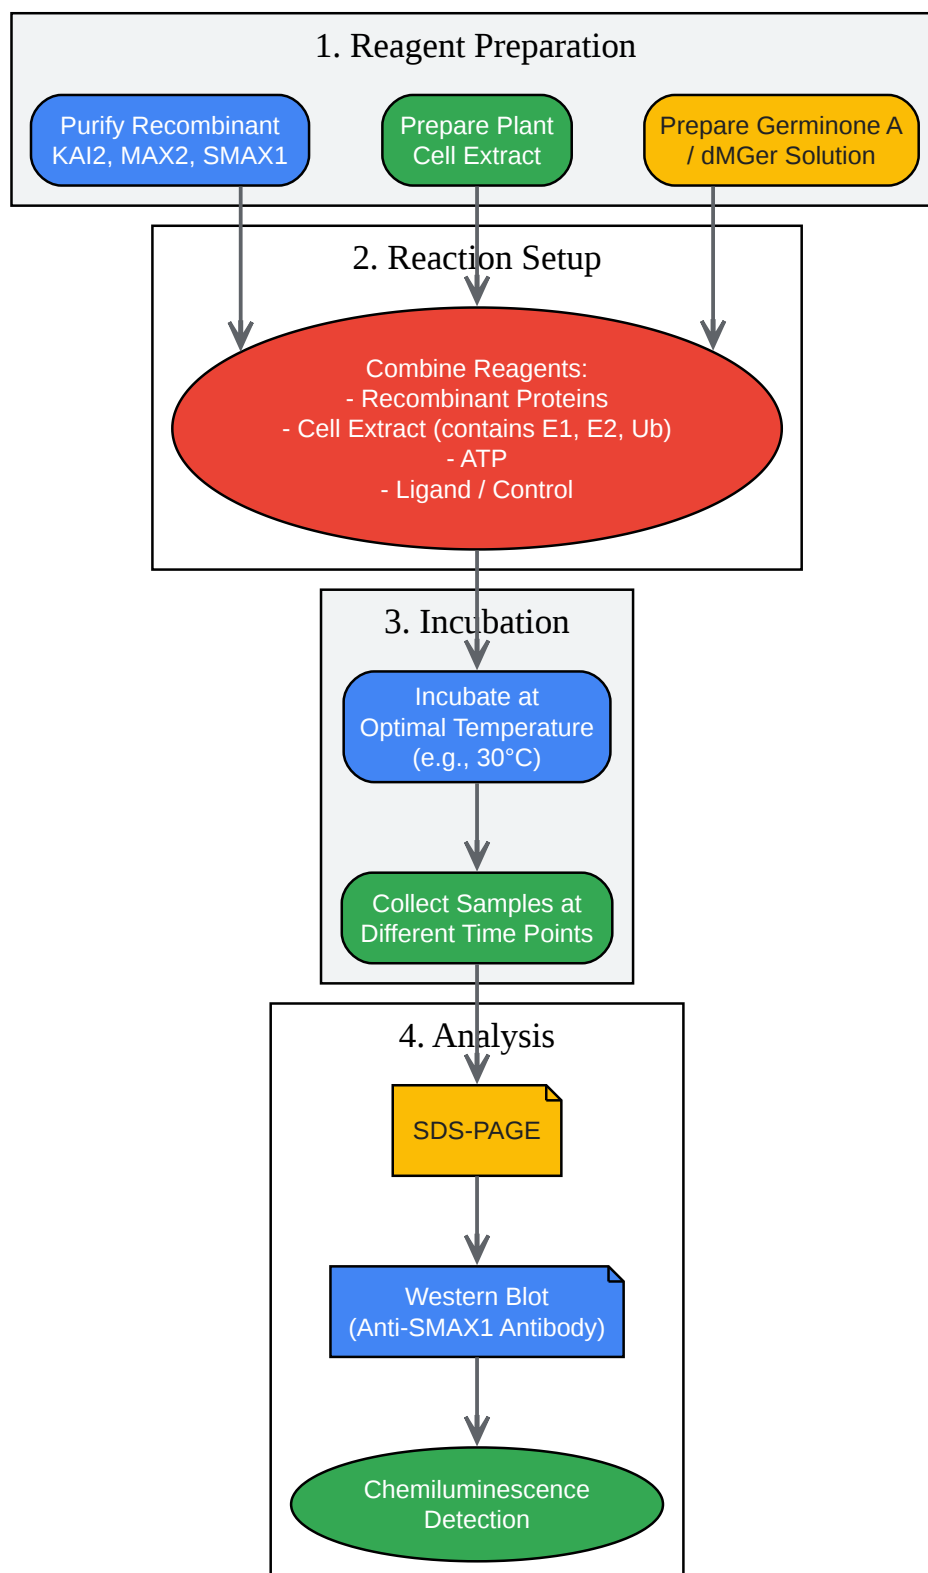 1. Reagent Preparation
Purify Recombinant
KAI2, MAX2, SMAX1
Prepare Plant
Cell Extract
Prepare Germinone A
/ dMGer Solution
2. Reaction Setup
Combine Reagents:
- Recombinant Proteins
- Cell Extract (contains E1, E2, Ub)
- ATP
- Ligand / Control
3. Incubation
Incubate at
Optimal Temperature
(e.g., 30°C)
Collect Samples at
Different Time Points
4. Analysis
SDS-PAGE
Western Blot
(Anti-SMAX1 Antibody)
Chemiluminescence
Detection